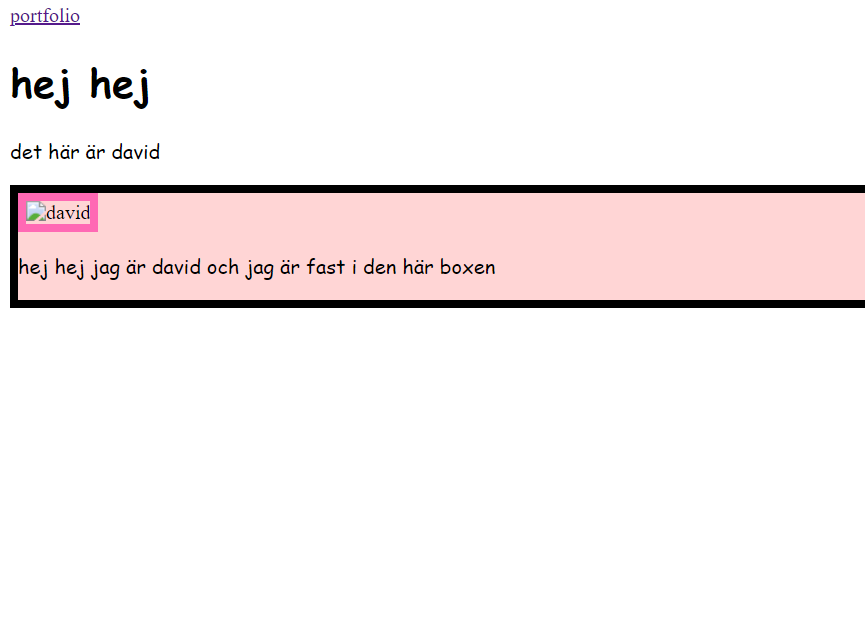 portfolio
hej hej
det här är david
david
hej hej jag är david och jag är fast i den här boxen